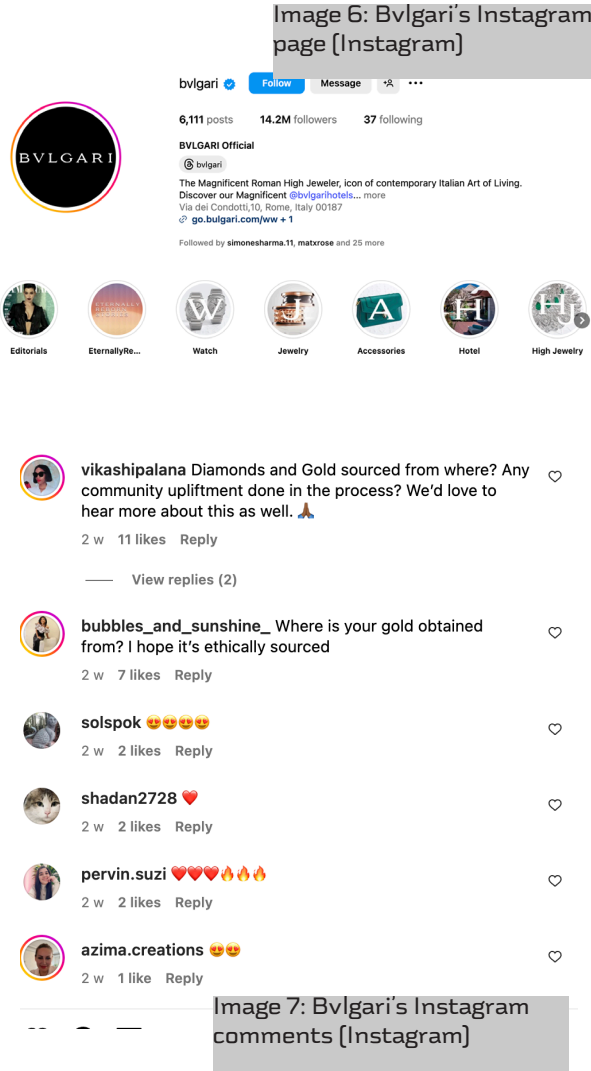 Image 6: Bvlgari's Instagram
page (Instagram)
bvlgari Follow Message
6,111 posts 14.2M followers 37 following
BVLGARI
BVLGARI Official
bvlgari
The Magnificent Roman High Jeweler, icon of contemporary Italian Art of Living.
Discover our Magnificent @bvlgarihotels... more
Via dei Condotti,10, Rome, Italy 00187
go.bulgari.com/ww + 1
Followed by simonesharma.11, matxrose and 25 more
ETERNALLY
W J A H HJ
Editorials EternallyRe... Watch Jewelry Accessories Hotel High Jewelry
vikashipalana Diamonds and Gold sourced from where? Any
community upliftment done in the process? We'd love to
hear more about this as well. 🙏🏾
2 w 11 likes Reply
View replies (2)
bubbles_and_sunshine_ Where is your gold obtained
from? I hope it's ethically sourced
2 w 7 likes Reply
solspok 😍😍😍😍
2 w 2 likes Reply
shadan2728 ❤️
2 w 2 likes Reply
pervin.suzi ❤️❤️❤️🔥🔥🔥
2 w 2 likes Reply
azima.creations 😍😍
2 w 1 like Reply
Image 7: Bvlgari's Instagram
comments (Instagram)